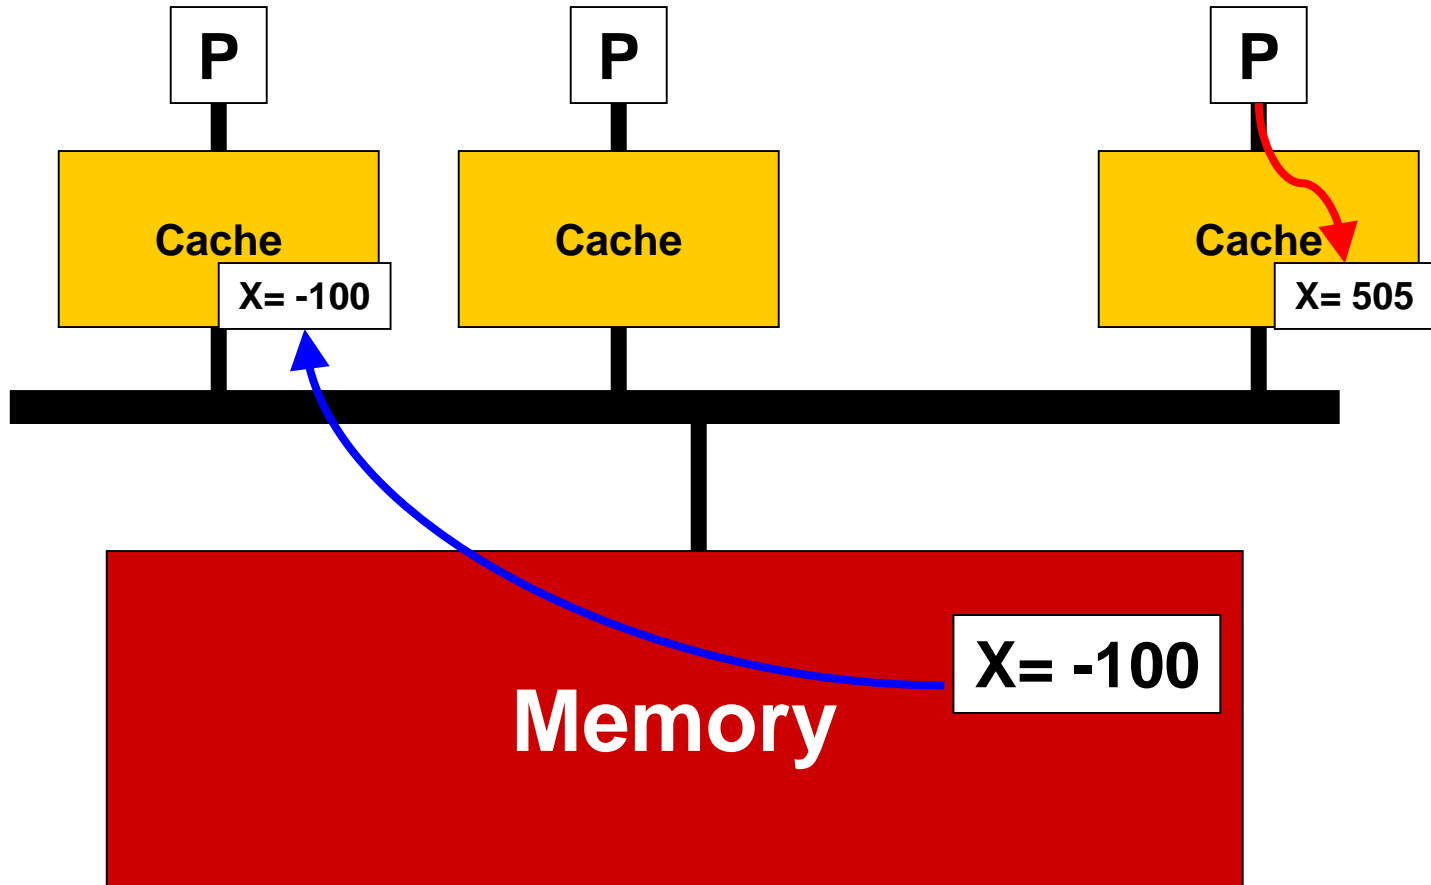 P
P
P
Cache
Cache
Cache
X= -100
X= 505
X= -100
Memory